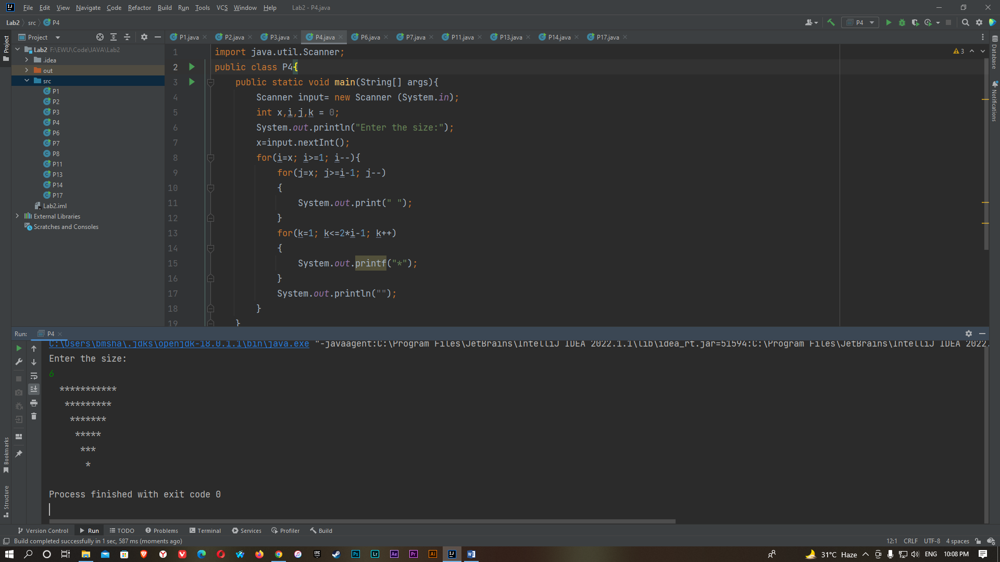 File Edit View Navigate Code Refactor Build Run Tools VCS Window Help Lab2 - P4.java
Lab2 src P4 P4
Project P1.java P2.java P3.java P4.java P6.java P7.java P11.java P13.java P14.java P17.java
Project
Database
Notifications
Bookmarks
Structure
Lab2 F:\EWU\Code\JAVA\Lab2
.idea
out
src
P1
P2
P3
P4
P6
P7
P8
P11
P13
P14
P17
Lab2.iml
External Libraries
Scratches and Consoles
3
1 import java.util.Scanner;
2 public class P4{
3 public static void main(String[] args){
4 Scanner input= new Scanner (System.in);
5 int x,i,j,k = 0;
6 System.out.println("Enter the size:");
7 x=input.nextInt();
8 for(i=x; i>=1; i--){
9 for(j=x; j>=i-1; j--)
10 {
11 System.out.print(" ");
12 }
13 for(k=1; k<=2*i-1; k++)
14 {
15 System.out.printf("*");
16 }
17 System.out.println("");
18 }
19 }
Run: P4
C:\Users\bmsha\.jdks\openjdk-18.0.1.1\bin\java.exe "-javaagent:C:\Program Files\JetBrains\IntelliJ IDEA 2022.1.1\lib\idea_rt.jar=51594:C:\Program Files\JetBrains\IntelliJ IDEA 2022.
Enter the size:
6
***********
*********
*******
*****
***
*
Process finished with exit code 0
Version Control Run TODO Problems Terminal Services Profiler Build
Build completed successfully in 1 sec, 587 ms (moments ago) 12:1 CRLF UTF-8 4 spaces
31°C Haze ENG 10:08 PM